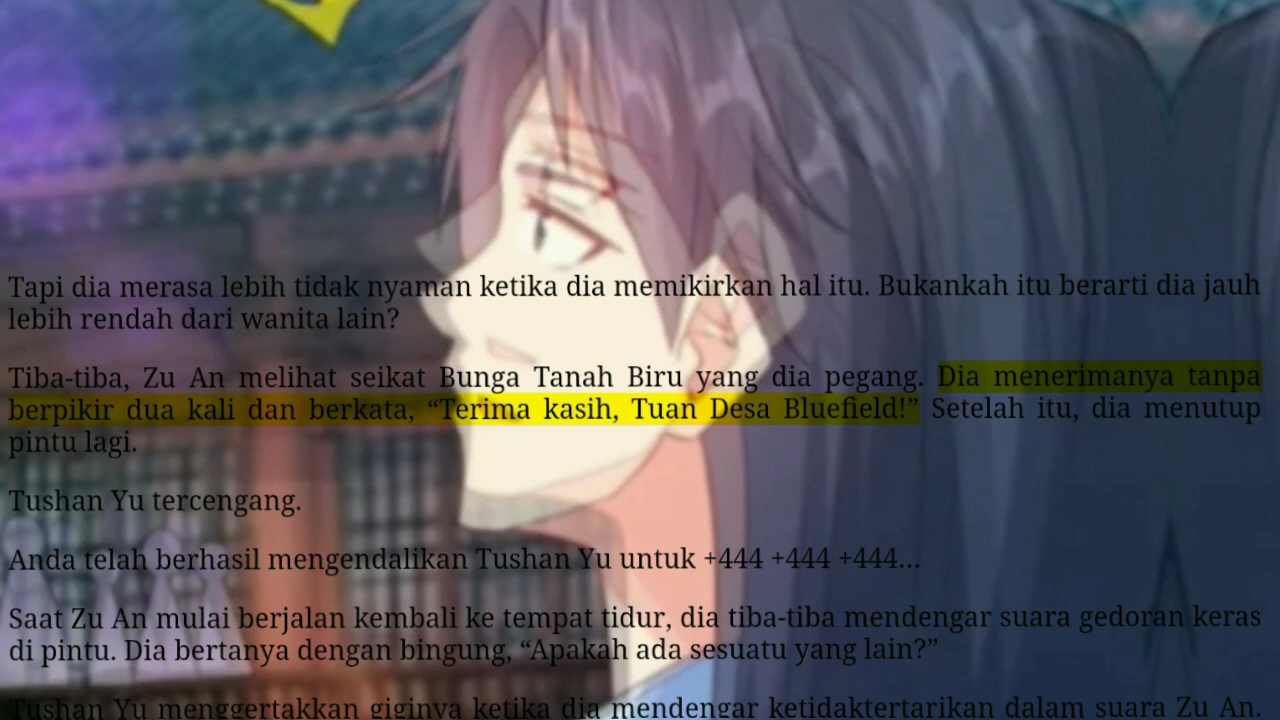 Tapi dia merasa lebih tidak nyaman ketika dia memikirkan hal itu. Bukankah itu berarti dia jauh
lebih rendah dari wanita lain?
Tiba-tiba, Zu An melihat seikat Bunga Tanah Biru yang dia pegang. Dia menerimanya tanpa
berpikir dua kali dan berkata, “Terima kasih, Tuan Desa Bluefield!” Setelah itu, dia menutup
pintu lagi.
Tushan Yu tercengang.
Anda telah berhasil mengendalikan Tushan Yu untuk +444 +444 +444…
Saat Zu An mulai berjalan kembali ke tempat tidur, dia tiba-tiba mendengar suara gedoran keras
di pintu. Dia bertanya dengan bingung, “Apakah ada sesuatu yang lain?”
Tushan Yu menggertakkan giginya ketika dia mendengar ketidaktertarikan dalam suara Zu An.